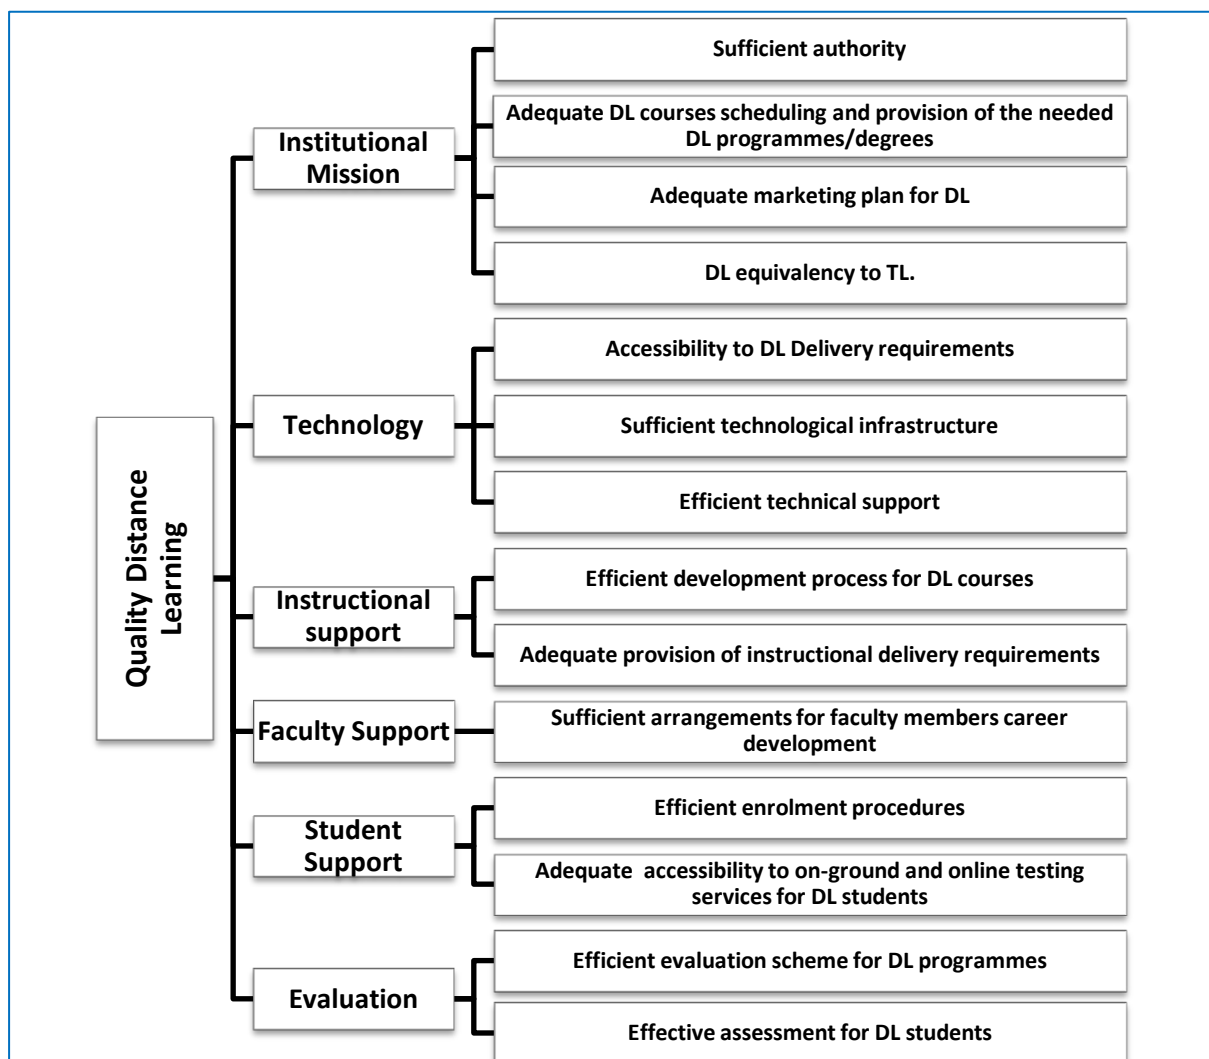 Quality Distance
Learning
Institutional
Mission
Sufficient authority
Adequate DL courses scheduling and provision of the needed
DL programmes/degrees
Adequate marketing plan for DL
DL equivalency to TL.
Technology
Accessibility to DL Delivery requirements
Sufficient technological infrastructure
Efficient technical support
Instructional
support
Efficient development process for DL courses
Adequate provision of instructional delivery requirements
Faculty Support
Sufficient arrangements for faculty members career
development
Student
Support
Efficient enrolment procedures
Adequate accessibility to on-ground and online testing
services for DL students
Evaluation
Efficient evaluation scheme for DL programmes
Effective assessment for DL students